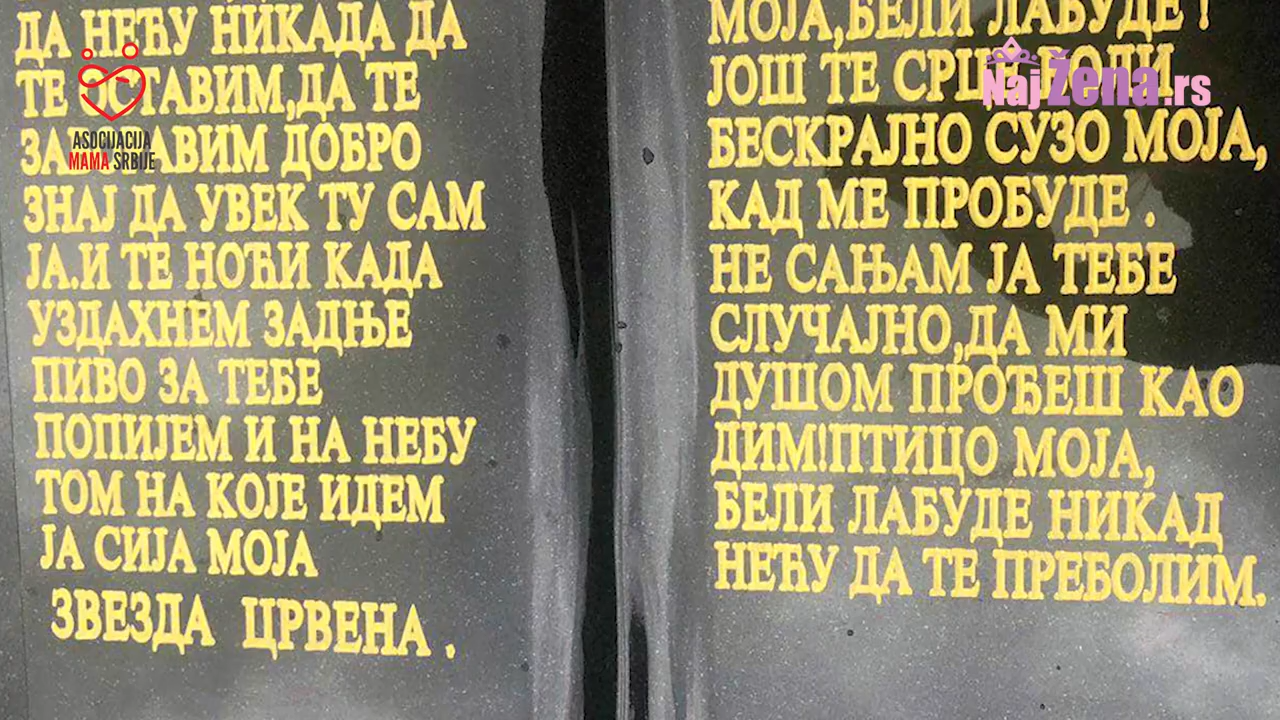 ДА НЕЋУ НИКАДА ДА
ТЕ ОСТАВИМ,ДА ТЕ
ДОБРО
ЗНАЈ ДА УВЕК ТУ САМ
ЈА.И ТЕ НОЋИ КАДА
УЗДАХНЕМ ЗАДЊЕ
ПИВО ЗА ТЕБЕ
ПОПИЈЕМ И НА НЕБУ
ТОМ НА КОЈЕ ИДЕМ
ЈА СИЈА МОЈА
ЗВЕЗДА ЦРВЕНА .
МОЈА,БЕЛИ ЛАБУДЕ !
ЈОШ ТЕ СРЦЕ ВОЛИ
БЕСКРАЈНО СУЗО МОЈА,
КАД МЕ ПРОБУДЕ .
НЕ САЊАМ ЈА ТЕБЕ
СЛУЧАЈНО,ДА МИ
ДУШОМ ПРОЂЕШ КАО
ДИМ!ПТИЦО МОЈА,
БЕЛИ ЛАБУДЕ НИКАД
НЕЋУ ДА ТЕ ПРЕБОЛИМ.
ASOCIJACIJA
MAMA SRBIJE
NajŽena.rs